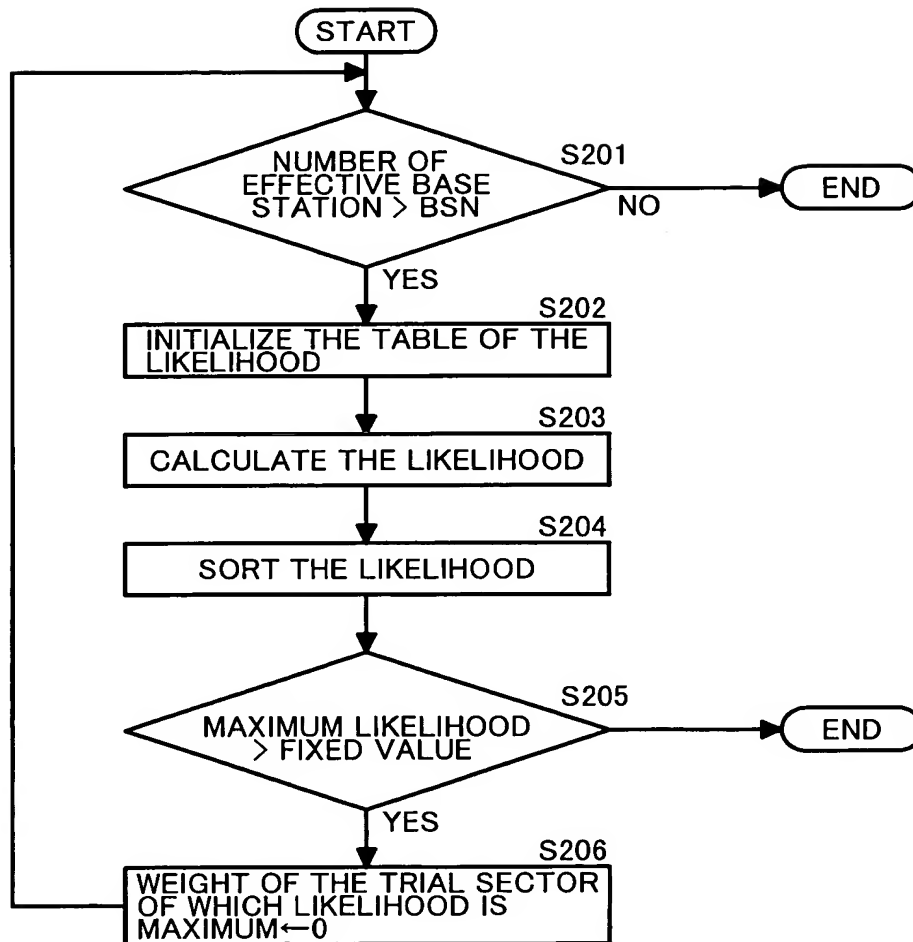 START
S201
NUMBER OF
EFFECTIVE BASE
STATION > BSN
NO
END
YES
S202
INITIALIZE THE TABLE OF THE
LIKELIHOOD
S203
CALCULATE THE LIKELIHOOD
S204
SORT THE LIKELIHOOD
S205
MAXIMUM LIKELIHOOD
> FIXED VALUE
END
YES
S206
WEIGHT OF THE TRIAL SECTOR
OF WHICH LIKELIHOOD IS
MAXIMUM←0